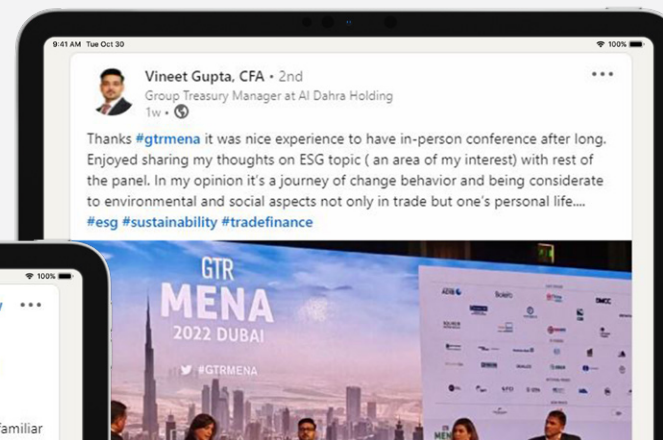 9:41 AM Tue Oct 30
100%
Vineet Gupta, CFA • 2nd
Group Treasury Manager at Al Dahra Holding
1w •
Thanks #gtrmena it was nice experience to have in-person conference after long.
Enjoyed sharing my thoughts on ESG topic ( an area of my interest) with rest of
the panel. In my opinion it's a journey of change behavior and being considerate
to environmental and social aspects not only in trade but one's personal life....
#esg #sustainability #tradefinance
100%
familiar
GTR
MENA
2022 DUBAI
#GTRMENA
ADIB
Bolero
DMCC